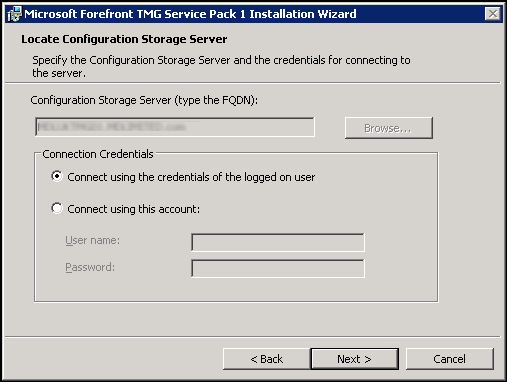 Microsoft Forefront TMG Service Pack 1 Installation Wizard
Locate Configuration Storage Server
Specify the Configuration Storage Server and the credentials for connecting to
the server.
Configuration Storage Server (type the FQDN):
Browse...
Connection Credentials
Connect using the credentials of the logged on user
Connect using this account:
User name:
Password:
< Back
Next >
Cancel